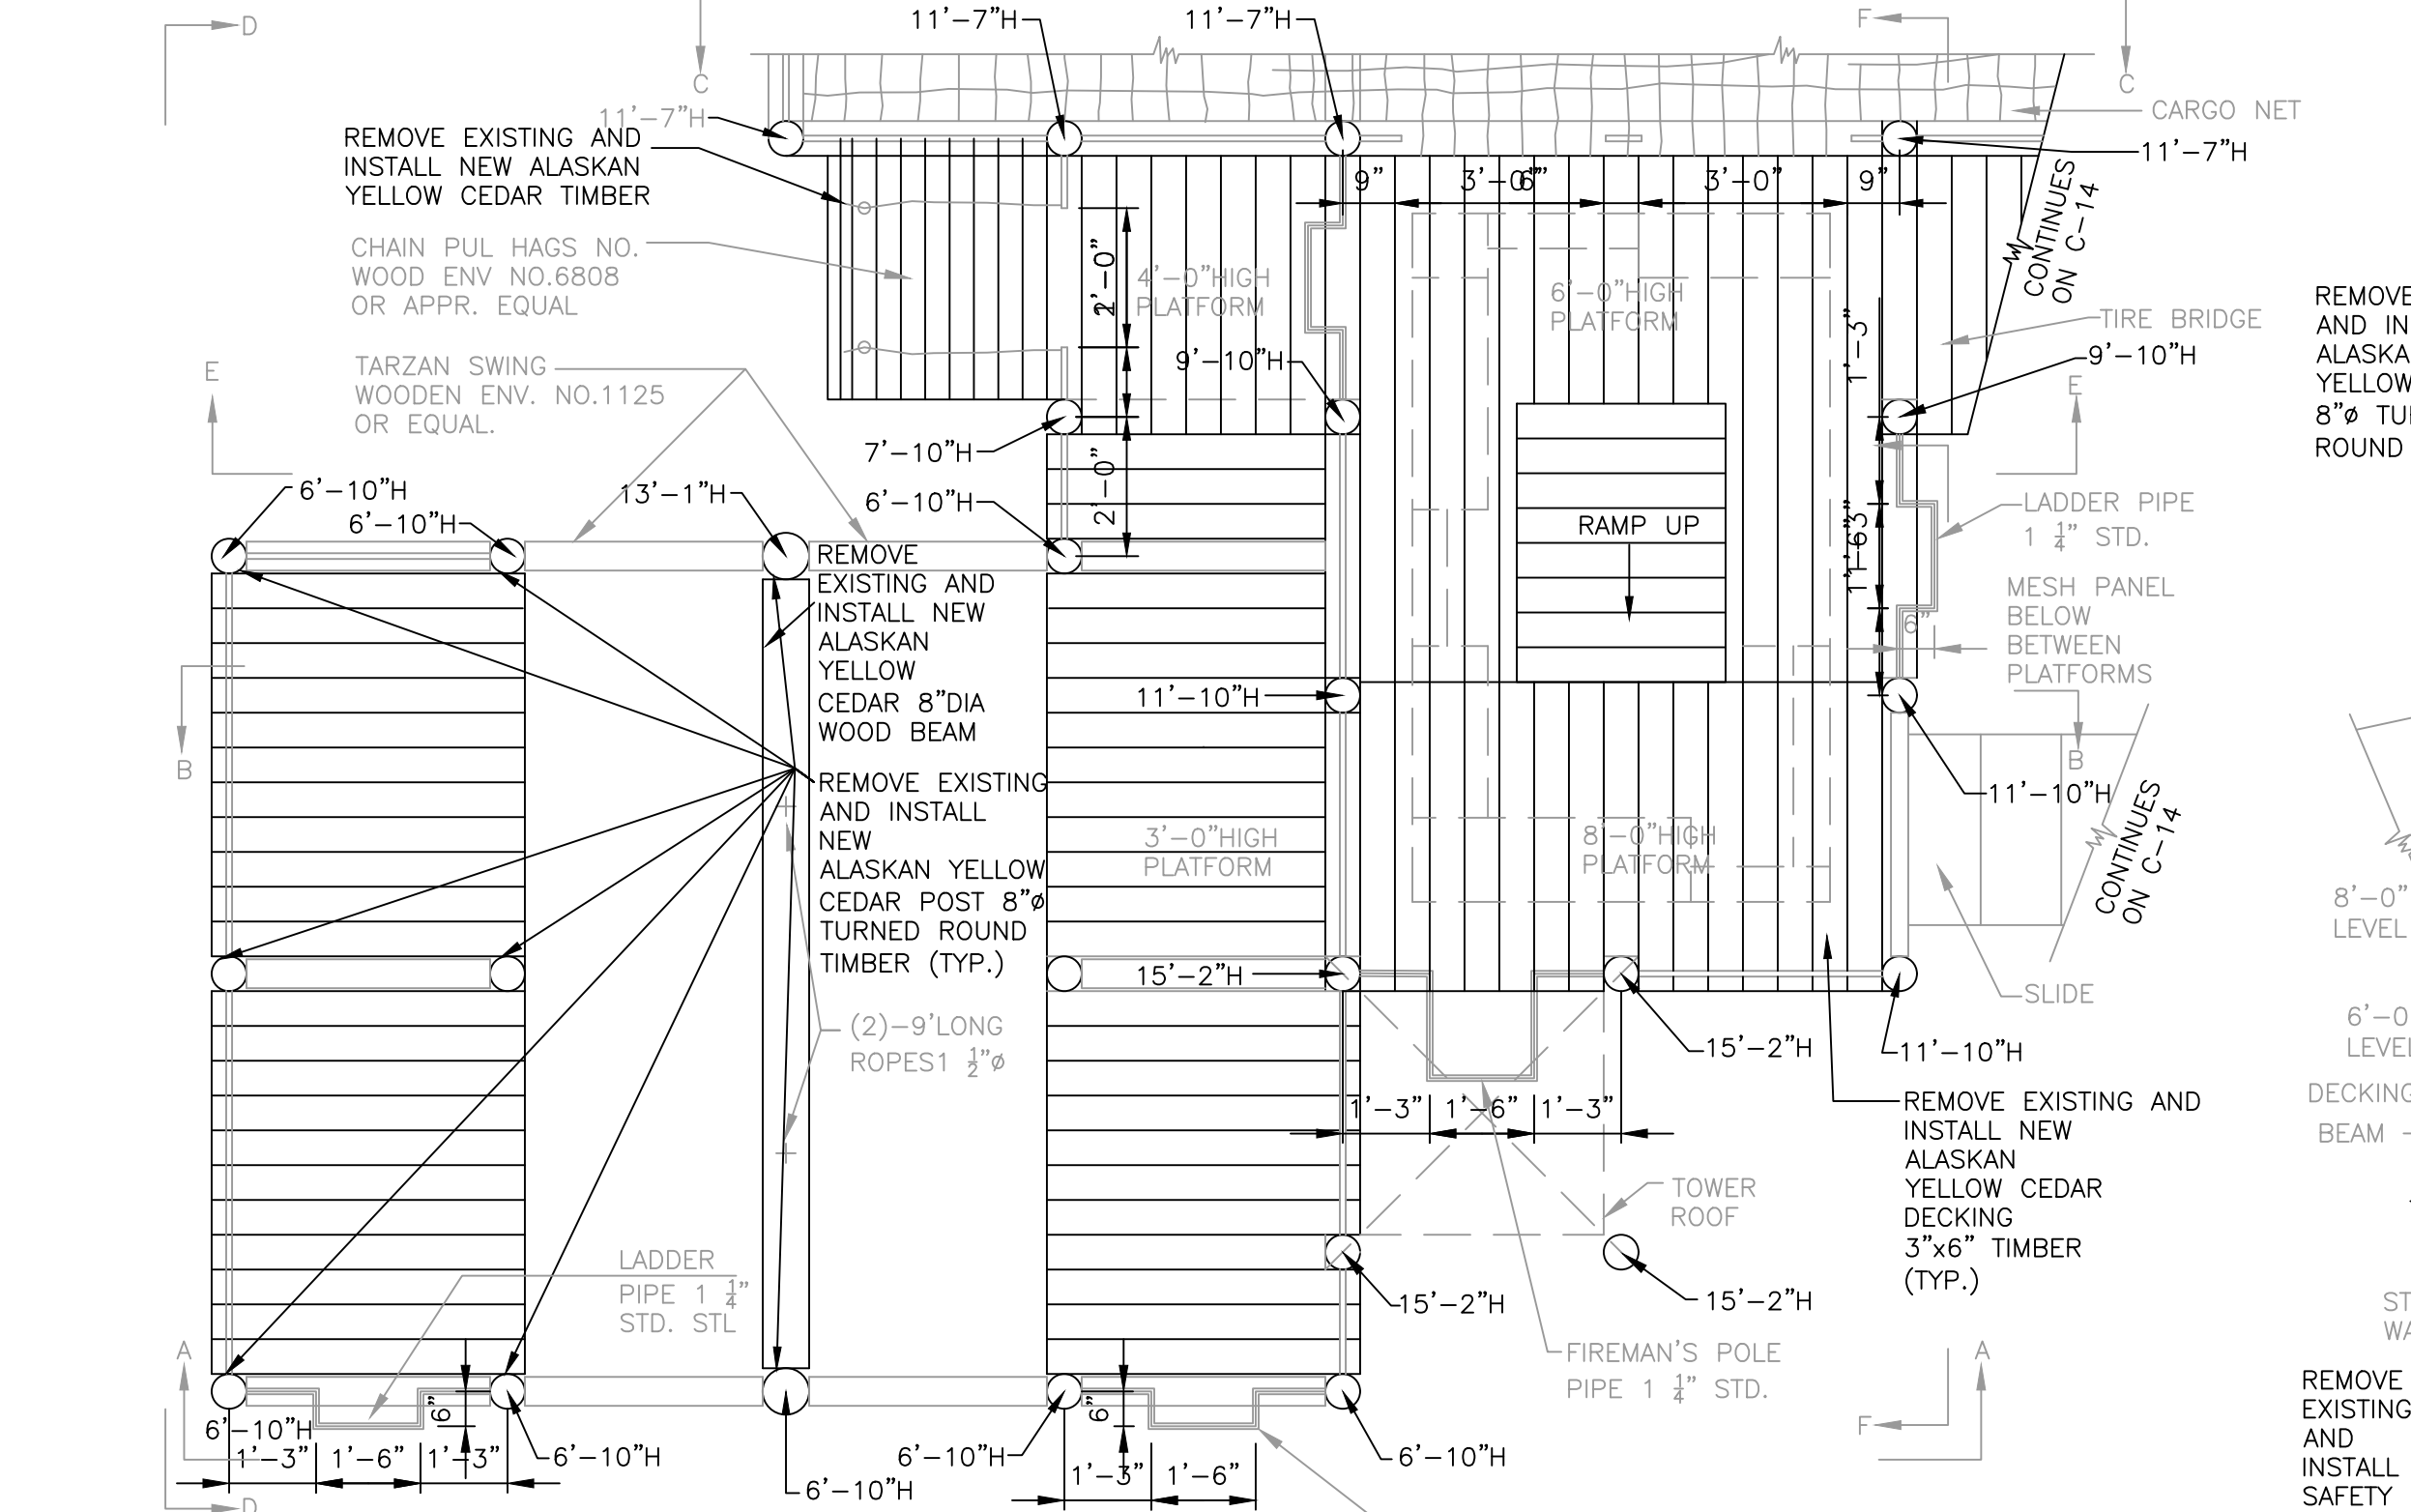 D
C
11'-7"H
11'-7"H
F
C
CARGO NET
11'-7"H
11'-7"H
REMOVE EXISTING AND
INSTALL NEW ALASKAN
YELLOW CEDAR TIMBER
CHAIN PUL HAGS NO.
WOOD ENV NO.6808
OR APPR. EQUAL
TARZAN SWING
WOODEN ENV. NO.1125
OR EQUAL.
E
9"
3'-0"
6"
3'-0"
9"
CONTINUES
ON C-14
2'-0"
4'-0"HIGH
PLATFORM
6'-0"HIGH
PLATFORM
1'-3"
TIRE BRIDGE
9'-10"H
9'-10"H
E
7'-10"H
2'-0"
6'-10"H
6'-10"H
6'-10"H
13'-1"H
RAMP UP
LADDER PIPE
1 1/4" STD.
1'-6"
1'-3"
6"
MESH PANEL
BELOW
BETWEEN
PLATFORMS
REMOVE
EXISTING AND
INSTALL NEW
ALASKAN
YELLOW
CEDAR 8"DIA
WOOD BEAM
B
B
11'-10"H
11'-10"H
CONTINUES
ON C-14
REMOVE EXISTING
AND INSTALL
NEW
ALASKAN YELLOW
CEDAR POST 8"ø
TURNED ROUND
TIMBER (TYP.)
3'-0"HIGH
PLATFORM
8'-0"HIGH
PLATFORM
15'-2"H
SLIDE
(2)-9'LONG
ROPES1 1/2"ø
15'-2"H
11'-10"H
1'-3"
1'-6"
1'-3"
REMOVE EXISTING AND
INSTALL NEW
ALASKAN
YELLOW CEDAR
DECKING
3"x6" TIMBER
(TYP.)
TOWER
ROOF
LADDER
PIPE 1 1/4"
STD. STL
15'-2"H
15'-2"H
FIREMAN'S POLE
PIPE 1 1/4" STD.
A
A
F
6'-10"H
6"
6"
1'-3"
1'-6"
1'-3"
6'-10"H
6'-10"H
6'-10"H
1'-3"
1'-6"
6'-10"H
D
REMOVE
AND IN
ALASKA
YELLOW
8"ø TU
ROUND
8'-0"
LEVEL
6'-0
LEVEL
DECKING
BEAM
ST
WA
REMOVE
EXISTING
AND
INSTALL
SAFETY